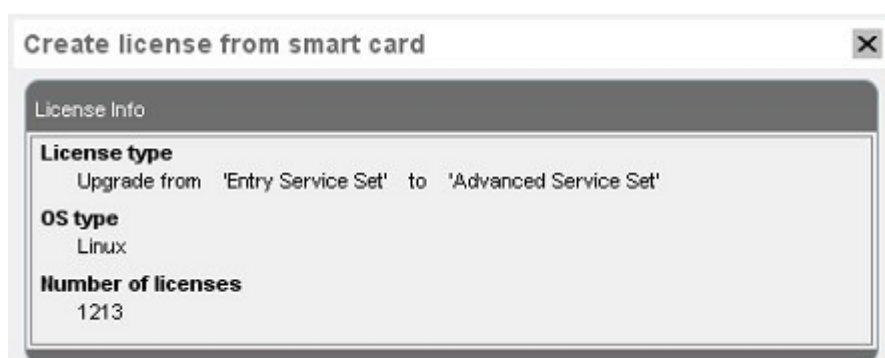 Create license from smart card
License Info
License type
Upgrade from 'Entry Service Set' to 'Advanced Service Set'
OS type
Linux
Number of licenses
1213